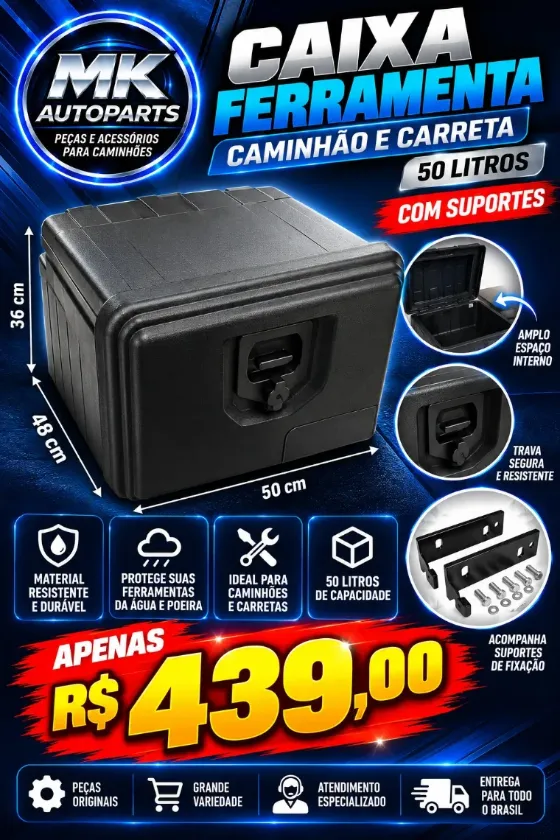 MK
AUTOPARTS
PEÇAS E ACESSÓRIOS
PARA CAMINHÕES
CAIXA
FERRAMENTA
CAMINHÃO E CARRETA
50 LITROS
COM SUPORTES
36 cm
48 cm
50 cm
AMPLO
ESPAÇO
INTERNO
TRAVA
SEGURA
E RESISTENTE
MATERIAL
RESISTENTE
E DURÁVEL
PROTEGE SUAS
FERRAMENTAS
DA ÁGUA E POEIRA
IDEAL PARA
CAMINHÕES
E CARRETAS
50 LITROS
DE CAPACIDADE
ACOMPANHA
SUPORTES
DE FIXAÇÃO
APENAS
R$ 439,00
PEÇAS
ORIGINAIS
GRANDE
VARIEDADE
ATENDIMENTO
ESPECIALIZADO
ENTREGA
PARA TODO
O BRASIL